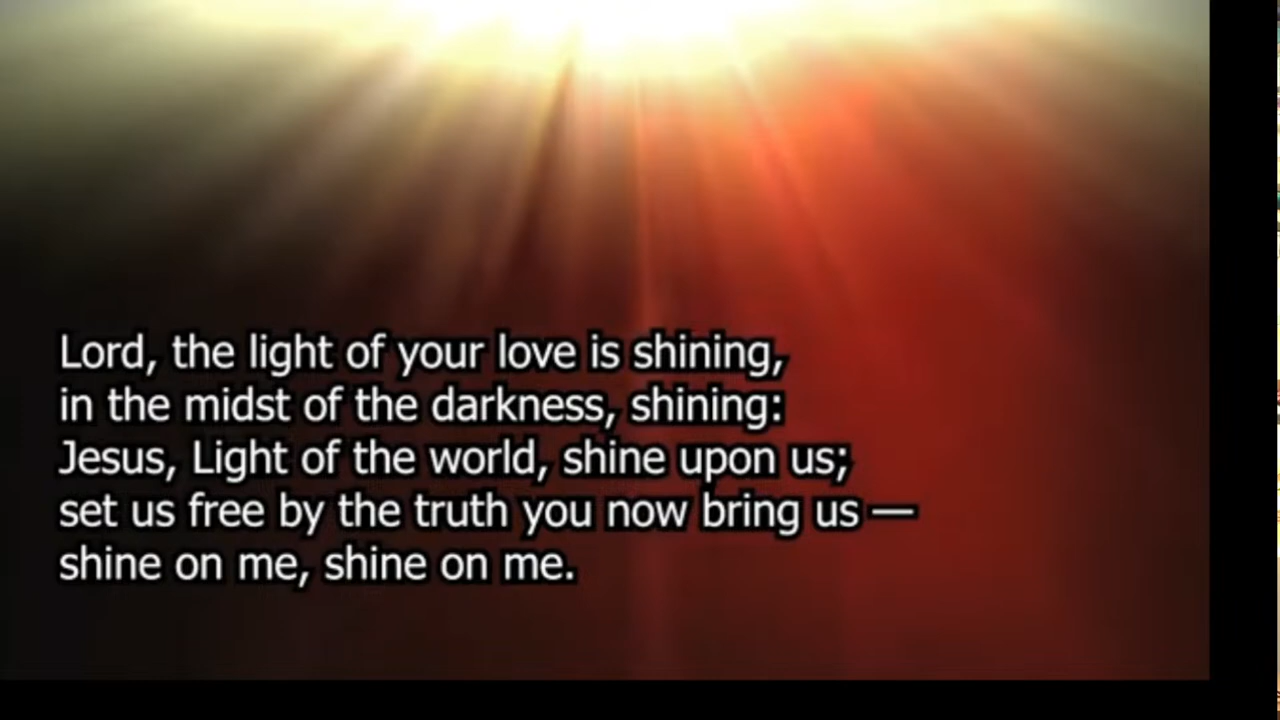 Lord, the light of your love is shining,
in the midst of the darkness, shining:
Jesus, Light of the world, shine upon us;
set us free by the truth you now bring us —
shine on me, shine on me.